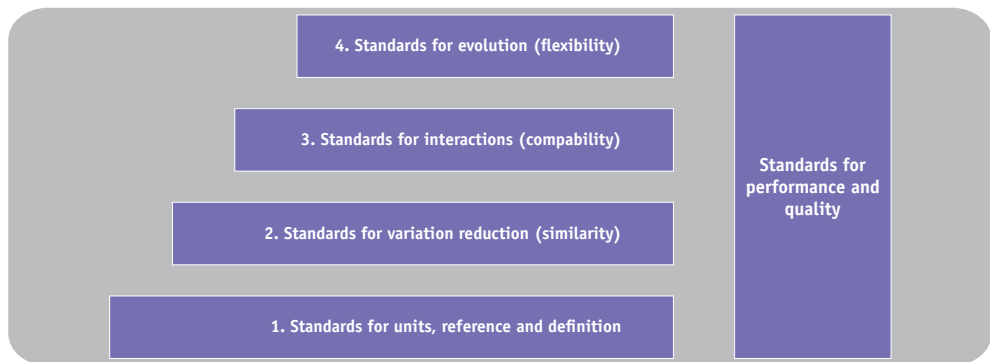 4. Standards for evolution (flexibility)
3. Standards for interactions (compability)
2. Standards for variation reduction (similarity)
1. Standards for units, reference and definition
Standards for
performance and
quality